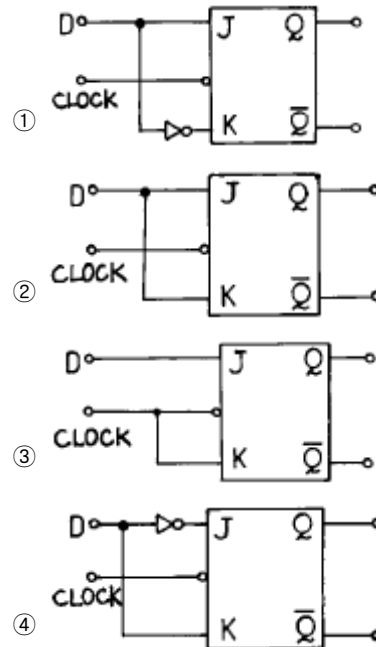 D J Q
CLOCK
① K Q̅
D J Q
CLOCK
② K Q̅
D J Q
CLOCK
③ K Q̅
D J Q
CLOCK
④ K Q̅